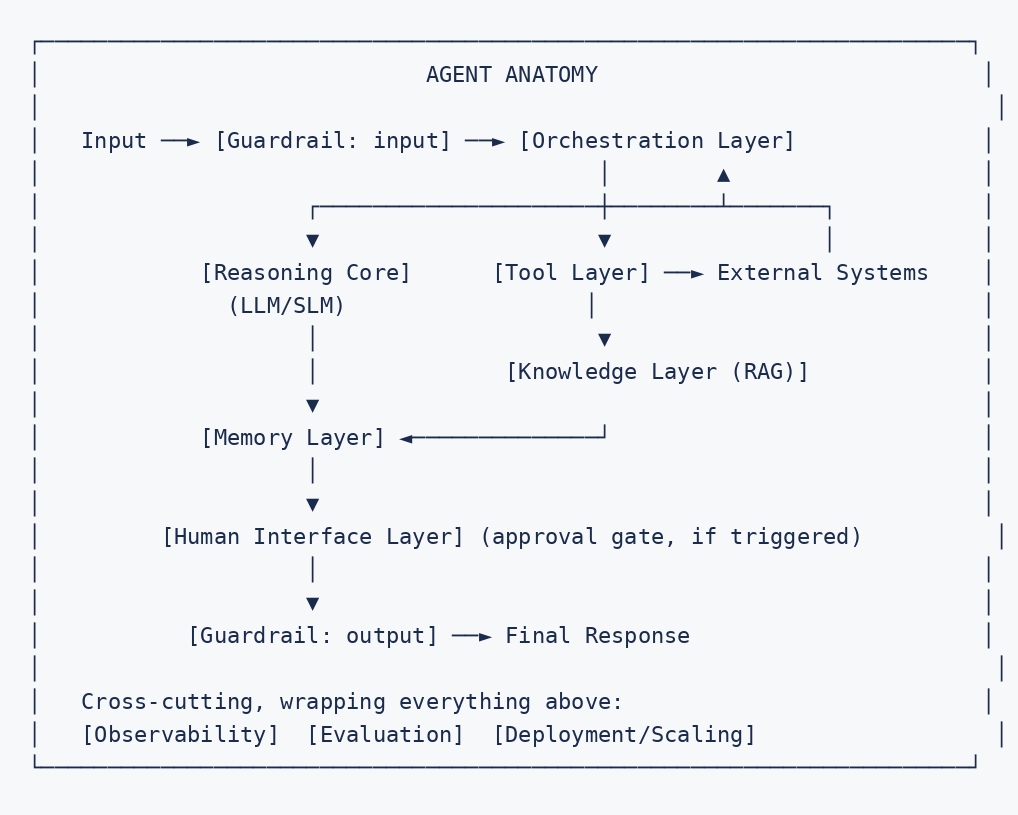 AGENT ANATOMY
Input ──► [Guardrail: input] ──► [Orchestration Layer]
[Reasoning Core] [Tool Layer] ──► External Systems
(LLM/SLM)
[Knowledge Layer (RAG)]
[Memory Layer] ◄
[Human Interface Layer] (approval gate, if triggered)
[Guardrail: output] ──► Final Response
Cross-cutting, wrapping everything above:
[Observability] [Evaluation] [Deployment/Scaling]